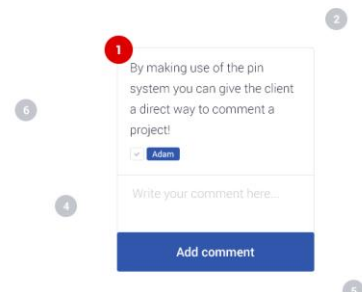 2
1
By making use of the pin
system you can give the client
a direct way to comment a
project!
6
Adam
Write your comment here...
4
Add comment
5